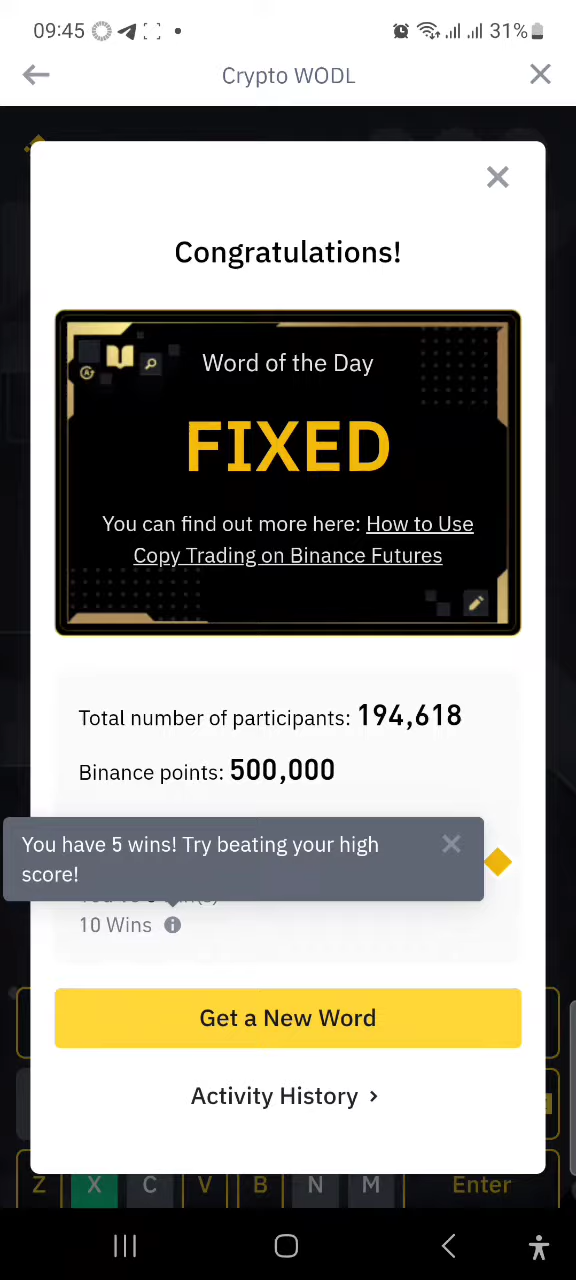 09:45
31%
Crypto WODL
Congratulations!
Word of the Day
FIXED
You can find out more here: How to Use
Copy Trading on Binance Futures
Total number of participants: 194,618
Binance points: 500,000
You have 5 wins! Try beating your high
score!
10 Wins
Get a New Word
Activity History
Z X C V B N M Enter